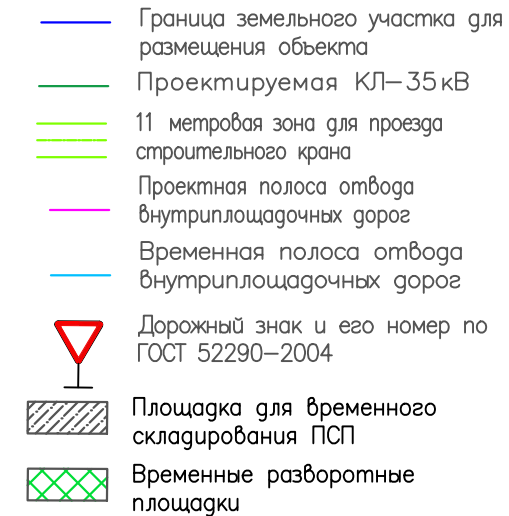 Граница земельного участка для
размещения объекта
Проектируемая КЛ-35кВ
11 метровая зона для проезда
строительного крана
Проектная полоса отвода
внутриплощадочных дорог
Временная полоса отвода
внутриплощадочных дорог
Дорожный знак и его номер по
ГОСТ 52290-2004
Площадка для временного
складирования ПСП
Временные разворотные
площадки